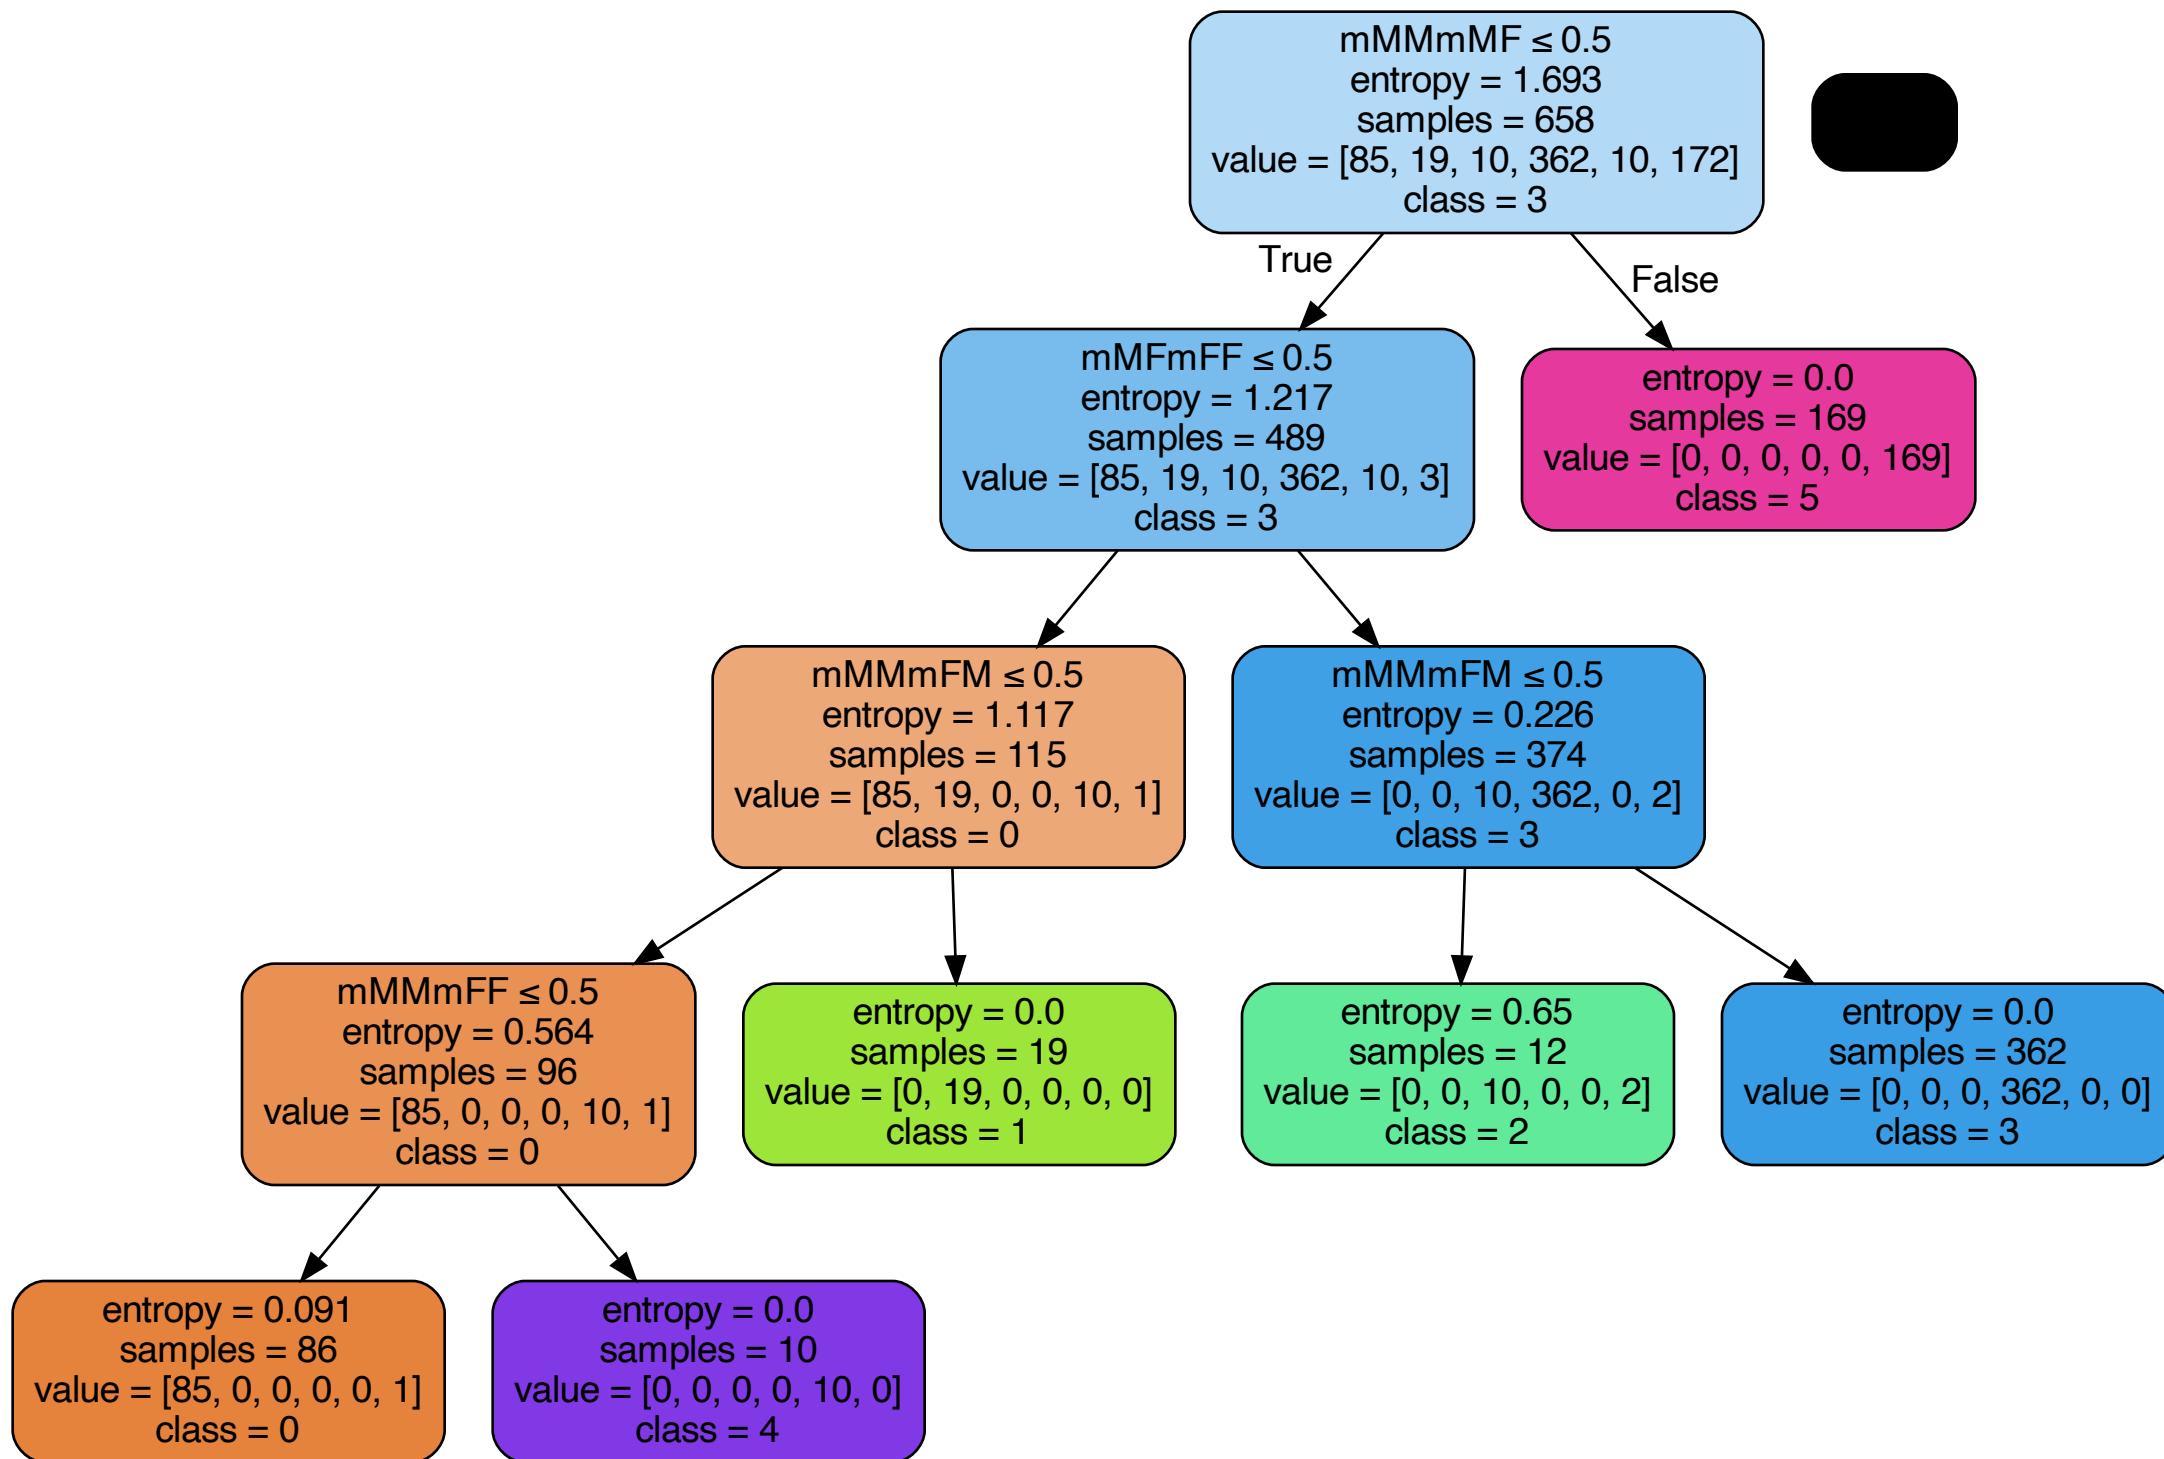 mMMmMF ≤ 0.5
entropy = 1.693
samples = 658
value = [85, 19, 10, 362, 10, 172]
class = 3
True
False
mMFmFF ≤ 0.5
entropy = 1.217
samples = 489
value = [85, 19, 10, 362, 10, 3]
class = 3
entropy = 0.0
samples = 169
value = [0, 0, 0, 0, 0, 169]
class = 5
mMMmFM ≤ 0.5
entropy = 1.117
samples = 115
value = [85, 19, 0, 0, 10, 1]
class = 0
mMMmFM ≤ 0.5
entropy = 0.226
samples = 374
value = [0, 0, 10, 362, 0, 2]
class = 3
mMMmFF ≤ 0.5
entropy = 0.564
samples = 96
value = [85, 0, 0, 0, 10, 1]
class = 0
entropy = 0.0
samples = 19
value = [0, 19, 0, 0, 0, 0]
class = 1
entropy = 0.65
samples = 12
value = [0, 0, 10, 0, 0, 2]
class = 2
entropy = 0.0
samples = 362
value = [0, 0, 0, 362, 0, 0]
class = 3
entropy = 0.091
samples = 86
value = [85, 0, 0, 0, 0, 1]
class = 0
entropy = 0.0
samples = 10
value = [0, 0, 0, 0, 10, 0]
class = 4